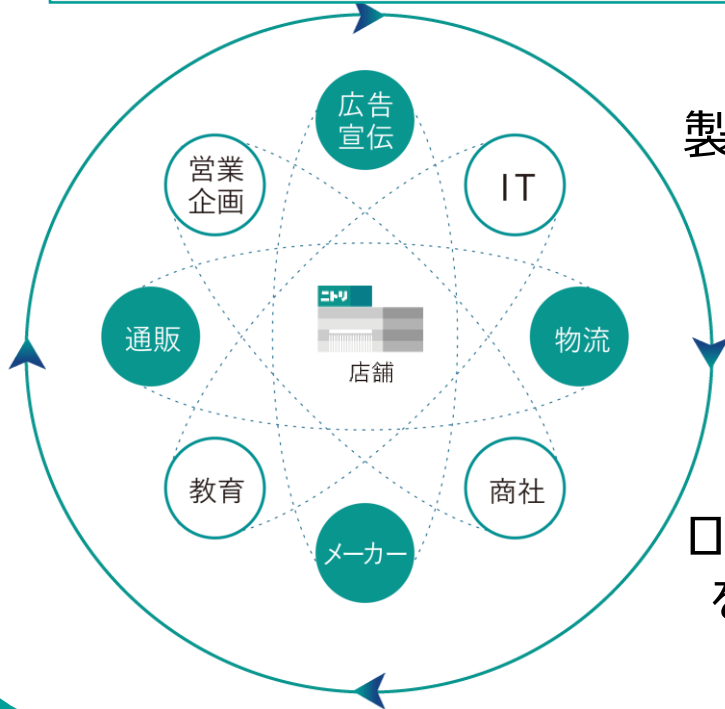 広告
宣伝
営業
企画
IT
製
ニトリ
通販
店舗
物流
教育
商社
メーカー
ロ
を